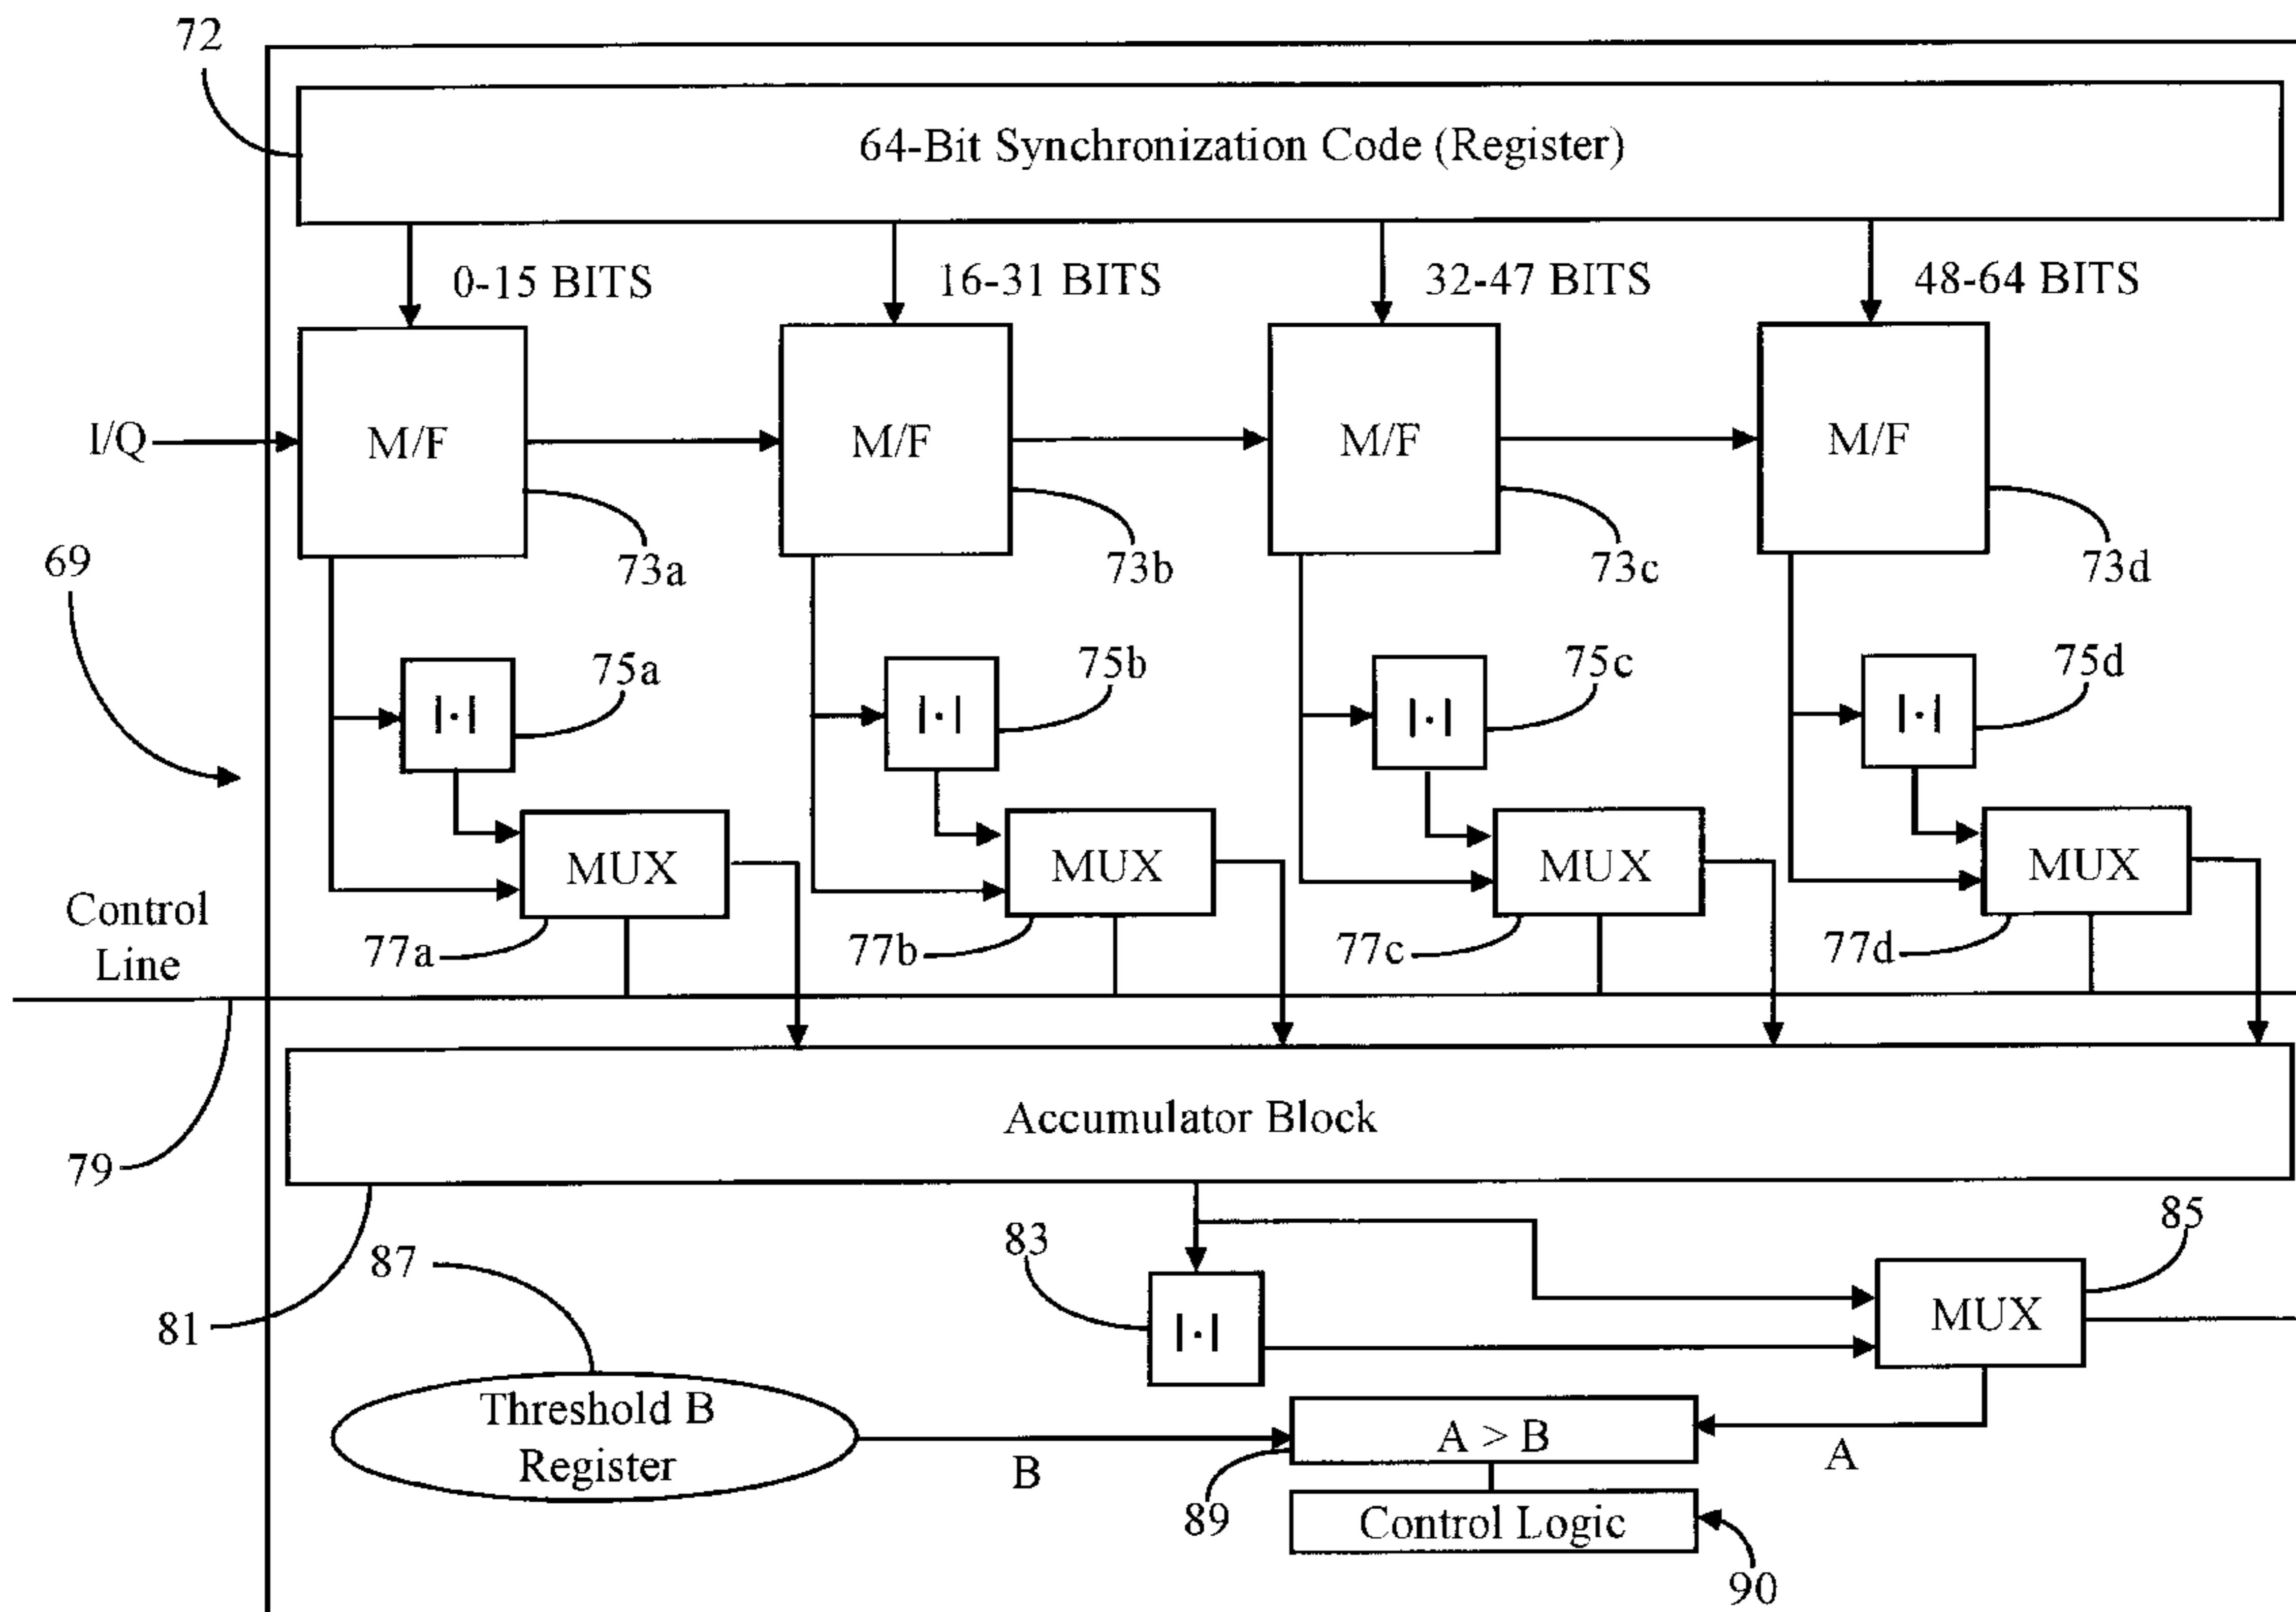 72
64-Bit Synchronization Code (Register)
0-15 BITS
16-31 BITS
32-47 BITS
48-64 BITS
I/Q
M/F
M/F
M/F
M/F
69
73a
73b
73c
73d
75a
75b
75c
75d
|·|
|·|
|·|
|·|
MUX
MUX
MUX
MUX
Control
Line
77a
77b
77c
77d
Accumulator Block
79
85
83
87
81
MUX
|·|
Threshold B
Register
A > B
B
A
89
Control Logic
90